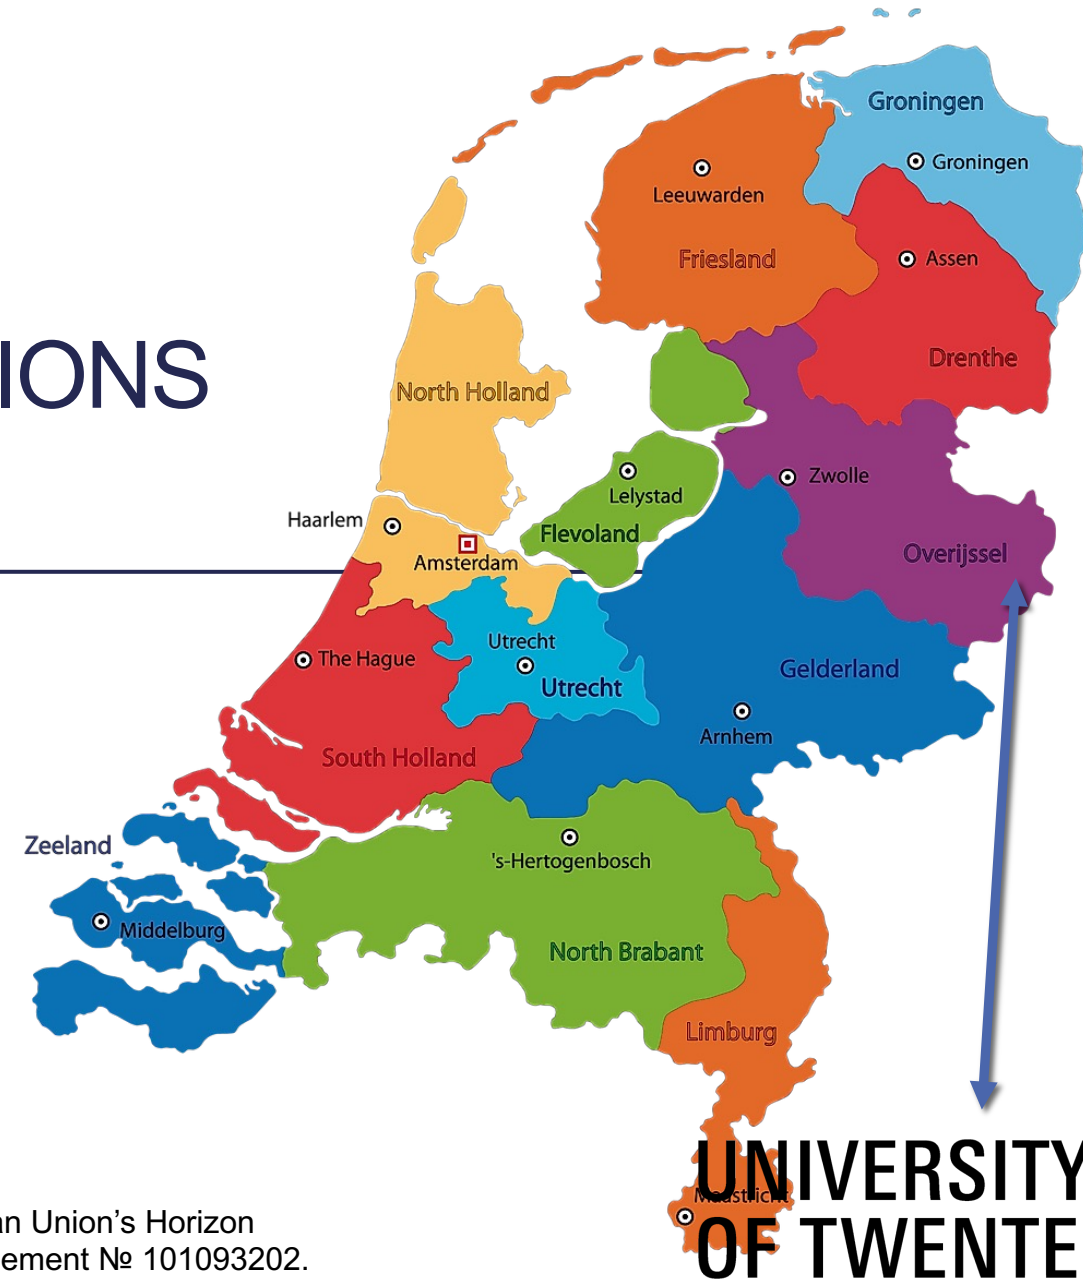 Groningen
Groningen
Leeuwarden
Friesland
Assen
Drenthe
IONS
North Holland
Zwolle
Lelystad
Haarlem
Flevoland
Amsterdam
Overijssel
Utrecht
The Hague
Utrecht
Gelderland
Arnhem
South Holland
Zeeland
's-Hertogenbosch
Middelburg
North Brabant
Limburg
UNIVERSITY
OF TWENTE
Maastricht
an Union's Horizon
ement № 101093202.